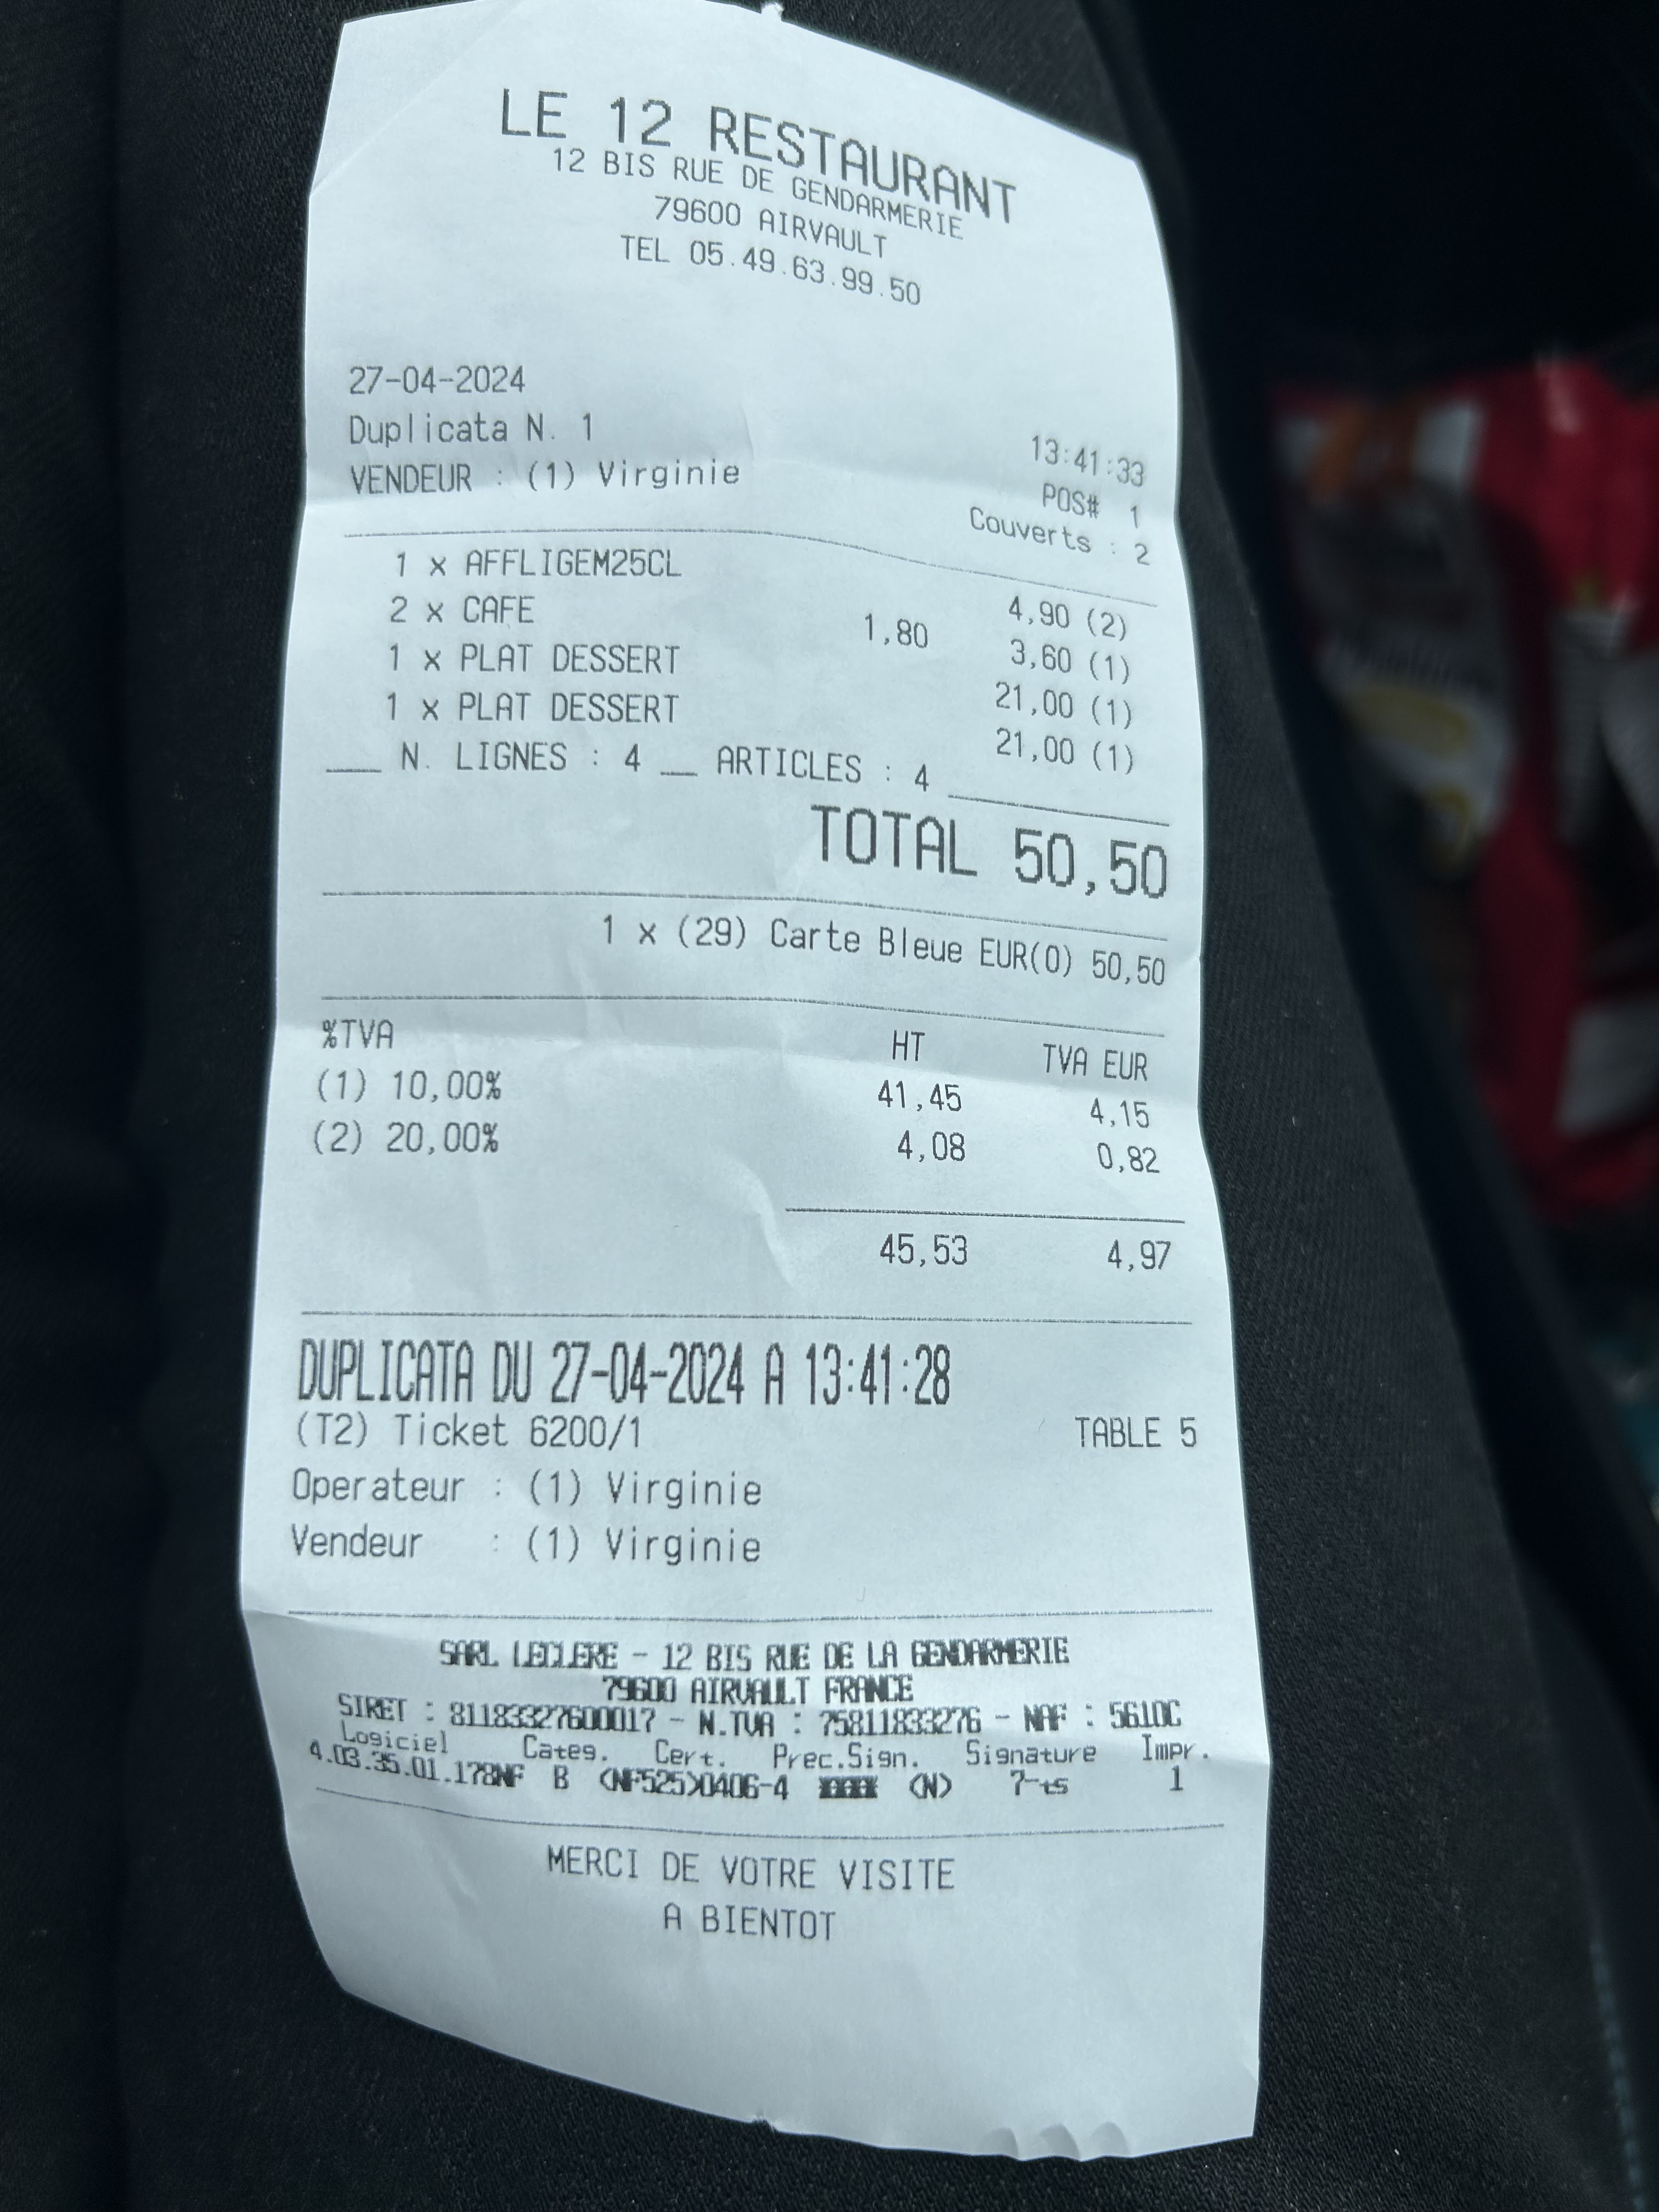 LE 12 RESTAURANT
12 BIS RUE DE GENDARMERIE
79600 AIRVAULT
TEL 05.49.63.99.50
27-04-2024 13:41:33
Duplicata N. 1 POS# 1
VENDEUR : (1) Virginie Couverts : 2
1 x AFFLIGEM25CL 4,90 (2)
2 x CAFE 1,80 3,60 (1)
1 x PLAT DESSERT 21,00 (1)
1 x PLAT DESSERT 21,00 (1)
___ N. LIGNES : 4 __ ARTICLES : 4 ___
TOTAL 50,50
1 x (29) Carte Bleue EUR(0) 50,50
%TVA HT TVA EUR
(1) 10,00% 41,45 4,15
(2) 20,00% 4,08 0,82
45,53 4,97
DUPLICATA DU 27-04-2024 A 13:41:28
(T2) Ticket 6200/1 TABLE 5
Operateur : (1) Virginie
Vendeur : (1) Virginie
SARL LECLERE - 12 BIS RUE DE LA GENDARMERIE
79600 AIRVAULT FRANCE
SIRET : 81183327600017 - N.TVA : 75811833276 - NAF : 5610C
Logiciel Categ. Cert. Prec.Sign. Signature Impr.
4.03.35.01.178NF B (NF525)0406-4 (N) 7-ts 1
MERCI DE VOTRE VISITE
A BIENTOT